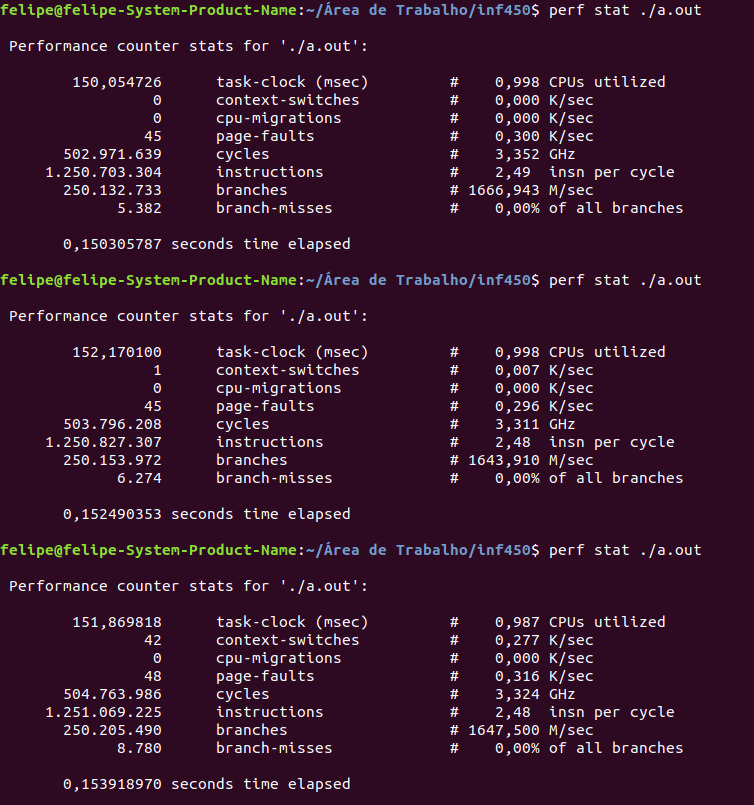 felipe@felipe-System-Product-Name:~/Área de Trabalho/inf450$ perf stat ./a.out
Performance counter stats for './a.out':
150,054726 task-clock (msec) # 0,998 CPUs utilized
0 context-switches # 0,000 K/sec
0 cpu-migrations # 0,000 K/sec
45 page-faults # 0,300 K/sec
502.971.639 cycles # 3,352 GHz
1.250.703.304 instructions # 2,49 insn per cycle
250.132.733 branches # 1666,943 M/sec
5.382 branch-misses # 0,00% of all branches
0,150305787 seconds time elapsed
felipe@felipe-System-Product-Name:~/Área de Trabalho/inf450$ perf stat ./a.out
Performance counter stats for './a.out':
152,170100 task-clock (msec) # 0,998 CPUs utilized
1 context-switches # 0,007 K/sec
0 cpu-migrations # 0,000 K/sec
45 page-faults # 0,296 K/sec
503.796.208 cycles # 3,311 GHz
1.250.827.307 instructions # 2,48 insn per cycle
250.153.972 branches # 1643,910 M/sec
6.274 branch-misses # 0,00% of all branches
0,152490353 seconds time elapsed
felipe@felipe-System-Product-Name:~/Área de Trabalho/inf450$ perf stat ./a.out
Performance counter stats for './a.out':
151,869818 task-clock (msec) # 0,987 CPUs utilized
42 context-switches # 0,277 K/sec
0 cpu-migrations # 0,000 K/sec
48 page-faults # 0,316 K/sec
504.763.986 cycles # 3,324 GHz
1.251.069.225 instructions # 2,48 insn per cycle
250.205.490 branches # 1647,500 M/sec
8.780 branch-misses # 0,00% of all branches
0,153918970 seconds time elapsed